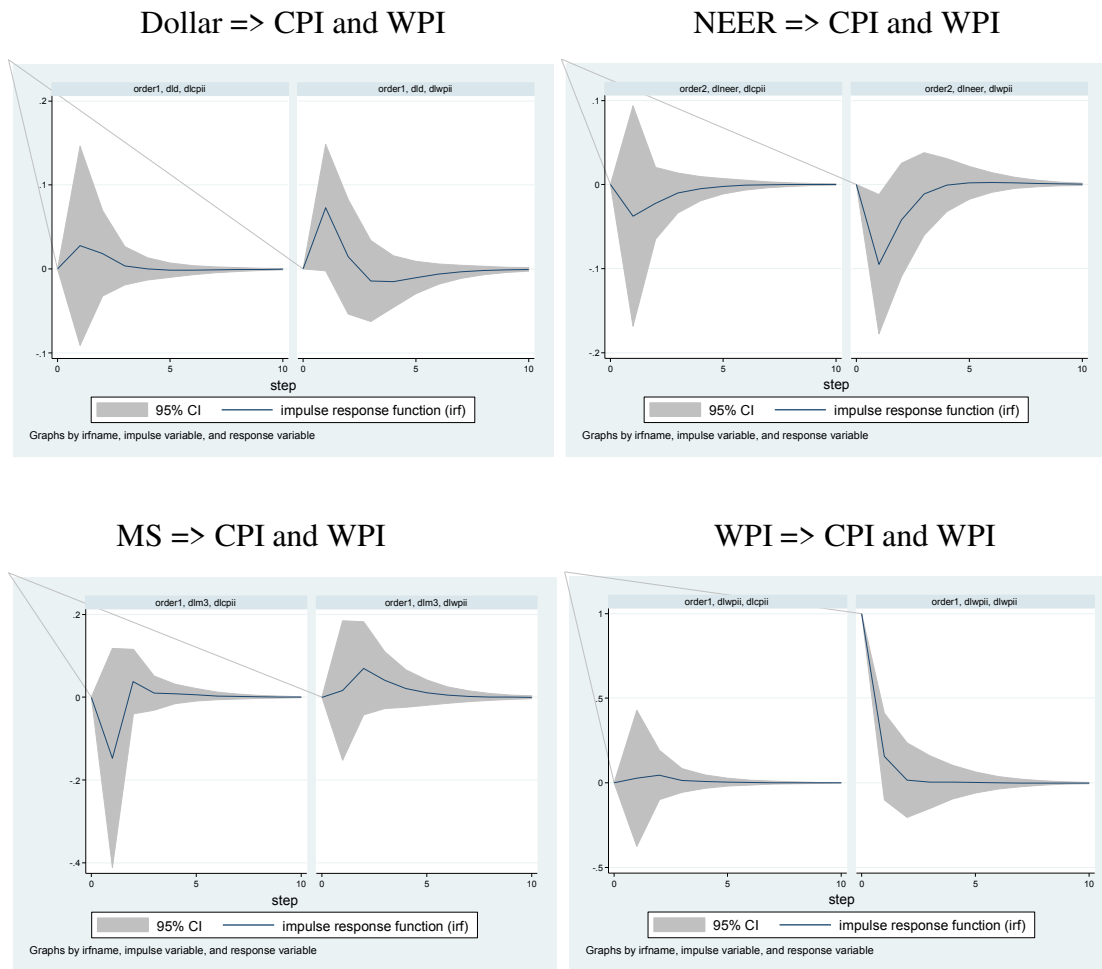 Dollar => CPI and WPI
NEER => CPI and WPI
order1, dld, dlcpii
order1, dld, dlwpii
.2
.1
0
-.1
0
5
10
0
5
10
step
95% CI
impulse response function (irf)
Graphs by irfname, impulse variable, and response variable
order2, dlneer, dlcpii
order2, dlneer, dlwpii
.1
0
-.1
-.2
0
5
10
0
5
10
step
95% CI
impulse response function (irf)
Graphs by irfname, impulse variable, and response variable
MS => CPI and WPI
WPI => CPI and WPI
order1, dlm3, dlcpii
order1, dlm3, dlwpii
.2
0
-.2
-.4
0
5
10
0
5
10
step
95% CI
impulse response function (irf)
Graphs by irfname, impulse variable, and response variable
order1, dlwpii, dlcpii
order1, dlwpii, dlwpii
1
.5
0
-.5
0
5
10
0
5
10
step
95% CI
impulse response function (irf)
Graphs by irfname, impulse variable, and response variable